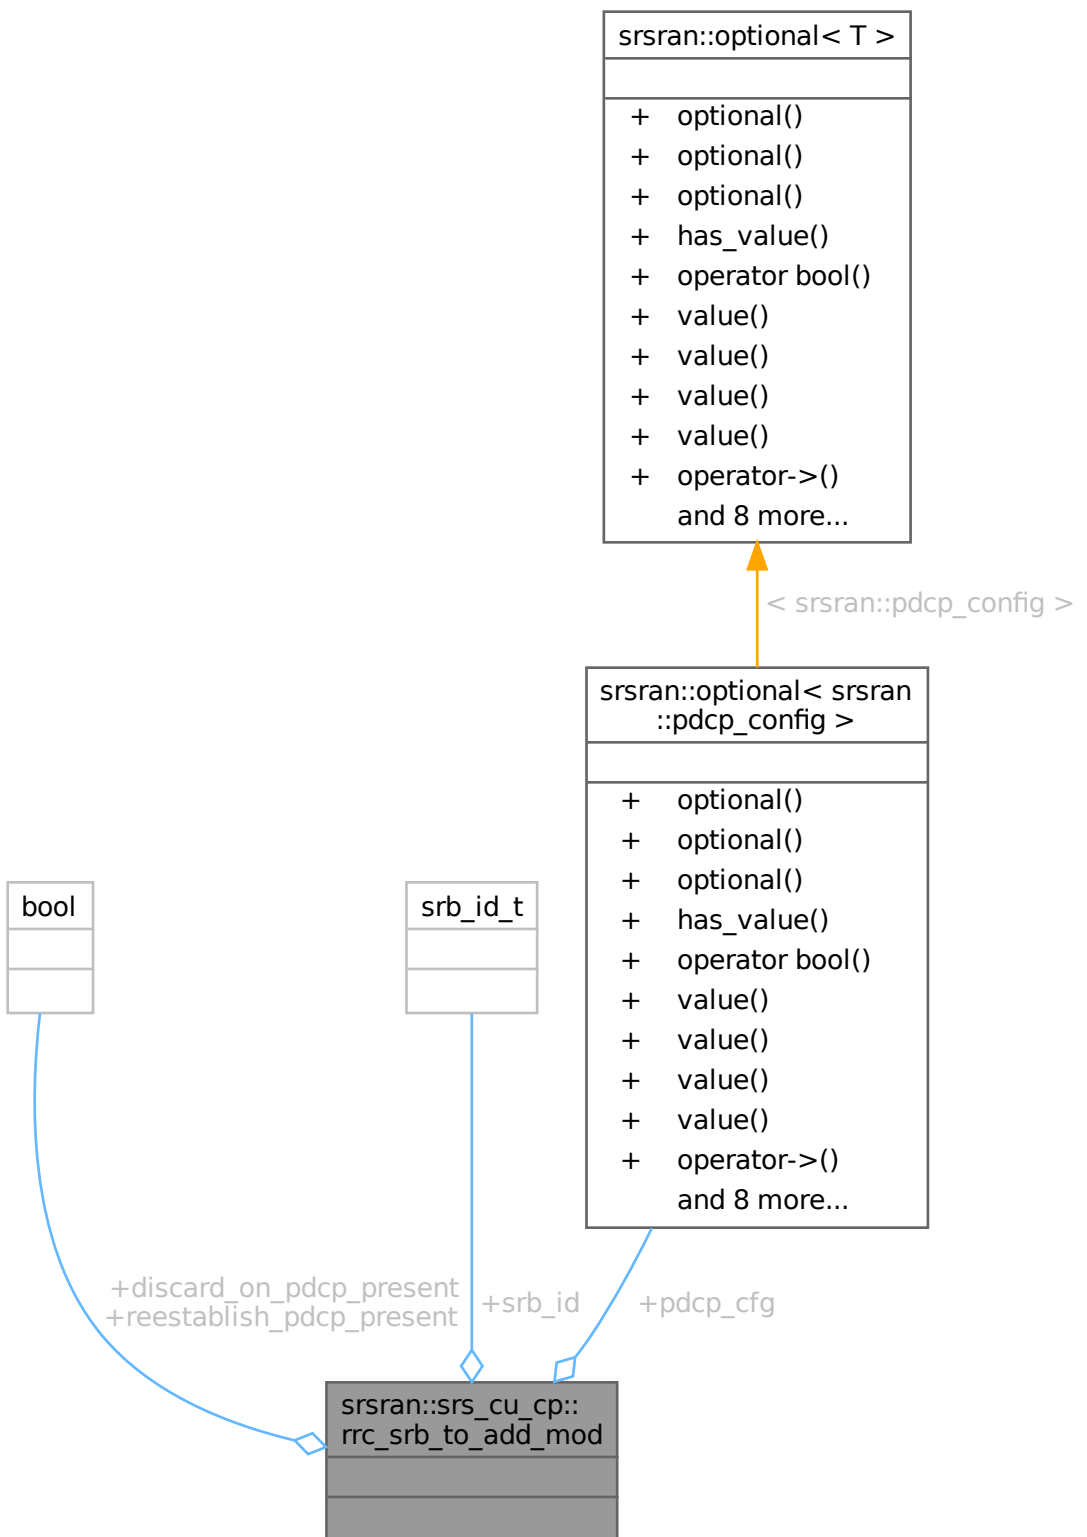 srsran::optional< T >
+ optional()
+ optional()
+ optional()
+ has_value()
+ operator bool()
+ value()
+ value()
+ value()
+ value()
+ operator->()
and 8 more...
< srsran::pdcp_config >
srsran::optional< srsran
::pdcp_config >
+ optional()
+ optional()
+ optional()
+ has_value()
+ operator bool()
+ value()
+ value()
+ value()
+ value()
+ operator->()
and 8 more...
bool
srb_id_t
+discard_on_pdcp_present
+reestablish_pdcp_present
+srb_id
+pdcp_cfg
srsran::srs_cu_cp::
rrc_srb_to_add_mod